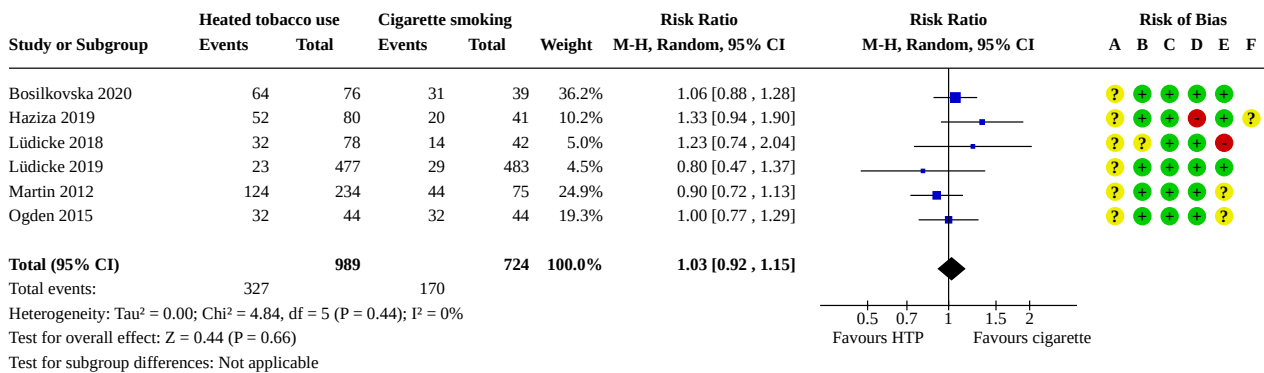 Heated tobacco use Cigarette smoking Risk Ratio Risk Ratio Risk of Bias
Study or Subgroup Events Total Events Total Weight M-H, Random, 95% CI M-H, Random, 95% CI A B C D E F
Bosilkovska 2020 64 76 31 39 36.2% 1.06 [0.88 , 1.28] ? + + + +
Haziza 2019 52 80 20 41 10.2% 1.33 [0.94 , 1.90] ? + + - + ?
Lüdicke 2018 32 78 14 42 5.0% 1.23 [0.74 , 2.04] ? ? + + -
Lüdicke 2019 23 477 29 483 4.5% 0.80 [0.47 , 1.37] ? + + + +
Martin 2012 124 234 44 75 24.9% 0.90 [0.72 , 1.13] ? + + + ?
Ogden 2015 32 44 32 44 19.3% 1.00 [0.77 , 1.29] ? + + + ?
Total (95% CI) 989 724 100.0% 1.03 [0.92 , 1.15]
Total events: 327 170
Heterogeneity: Tau² = 0.00; Chi² = 4.84, df = 5 (P = 0.44); I² = 0%
0.5 0.7 1 1.5 2
Test for overall effect: Z = 0.44 (P = 0.66)
Favours HTP Favours cigarette
Test for subgroup differences: Not applicable